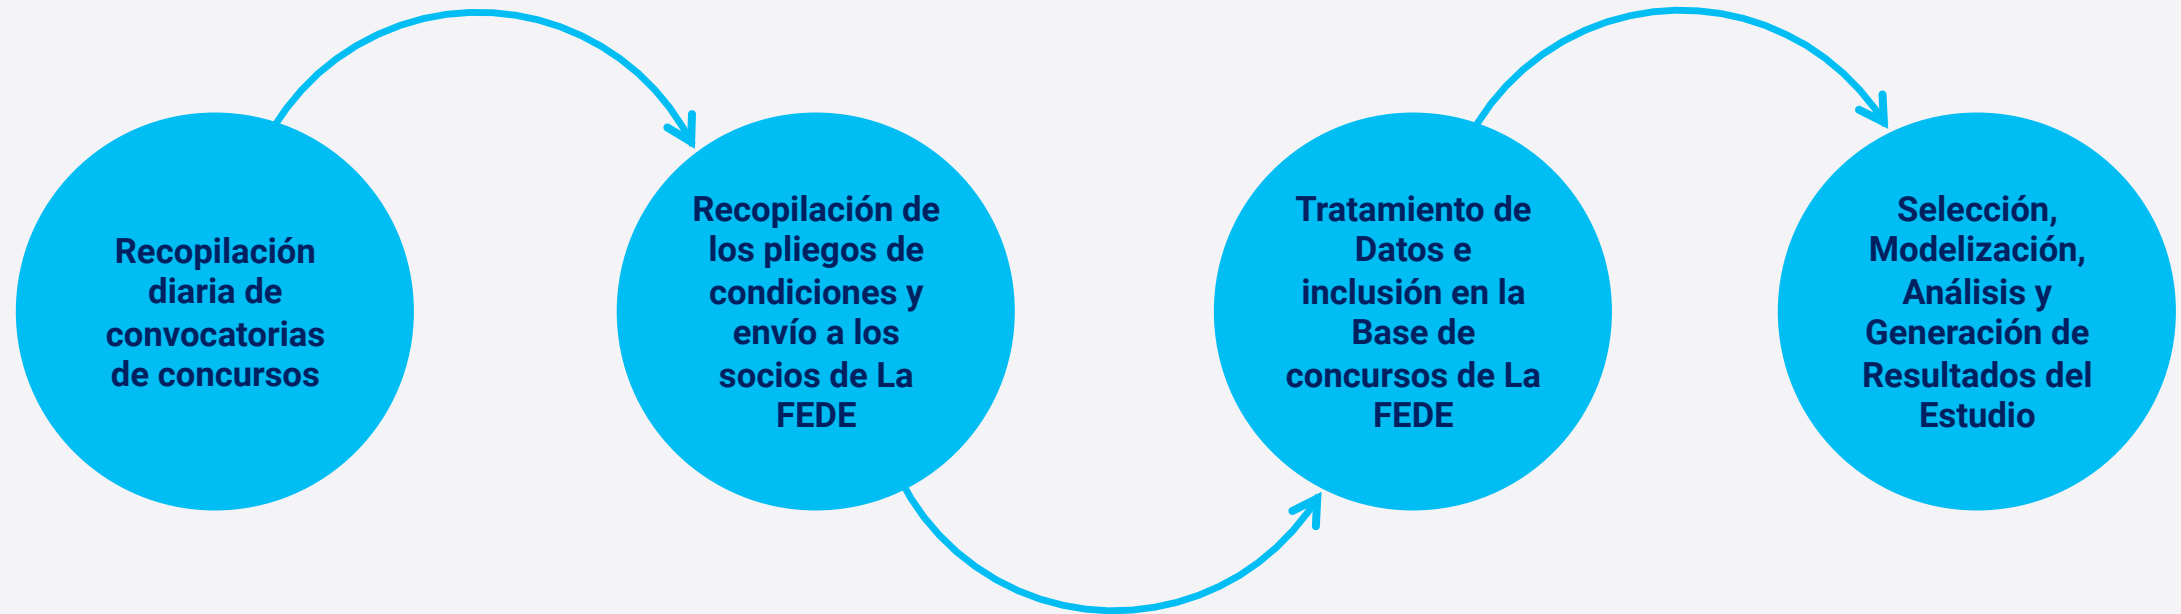 Recopilación
diaria de
convocatorias
de concursos
Recopilación de
los pliegos de
condiciones y
envío a los
socios de La
FEDE
Tratamiento de
Datos e
inclusión en la
Base de
concursos de La
FEDE
Selección,
Modelización,
Análisis y
Generación de
Resultados del
Estudio